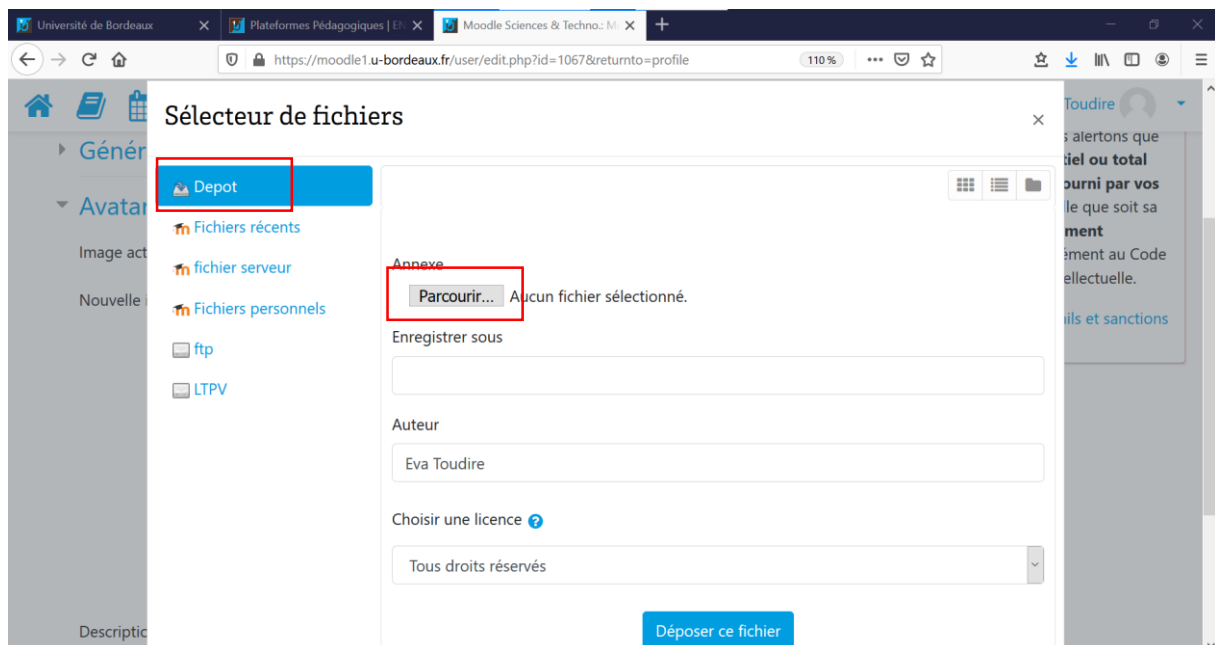 Université de Bordeaux
Plateformes Pédagogiques | EN
Moodle Sciences & Techno.: M
https://moodle1.u-bordeaux.fr/user/edit.php?id=1067&returnto=profile
110 %
Toudire
Sélecteur de fichiers
Génér
Avatar
Image act
Nouvelle i
Descriptic
Depot
Fichiers récents
fichier serveur
Fichiers personnels
ftp
LTPV
Annexe
Parcourir... Aucun fichier sélectionné.
Enregistrer sous
Auteur
Eva Toudire
Choisir une licence
Tous droits réservés
Déposer ce fichier
s alertons que
tiel ou total
ourni par vos
lle que soit sa
ment
ément au Code
ellectuelle.
ils et sanctions